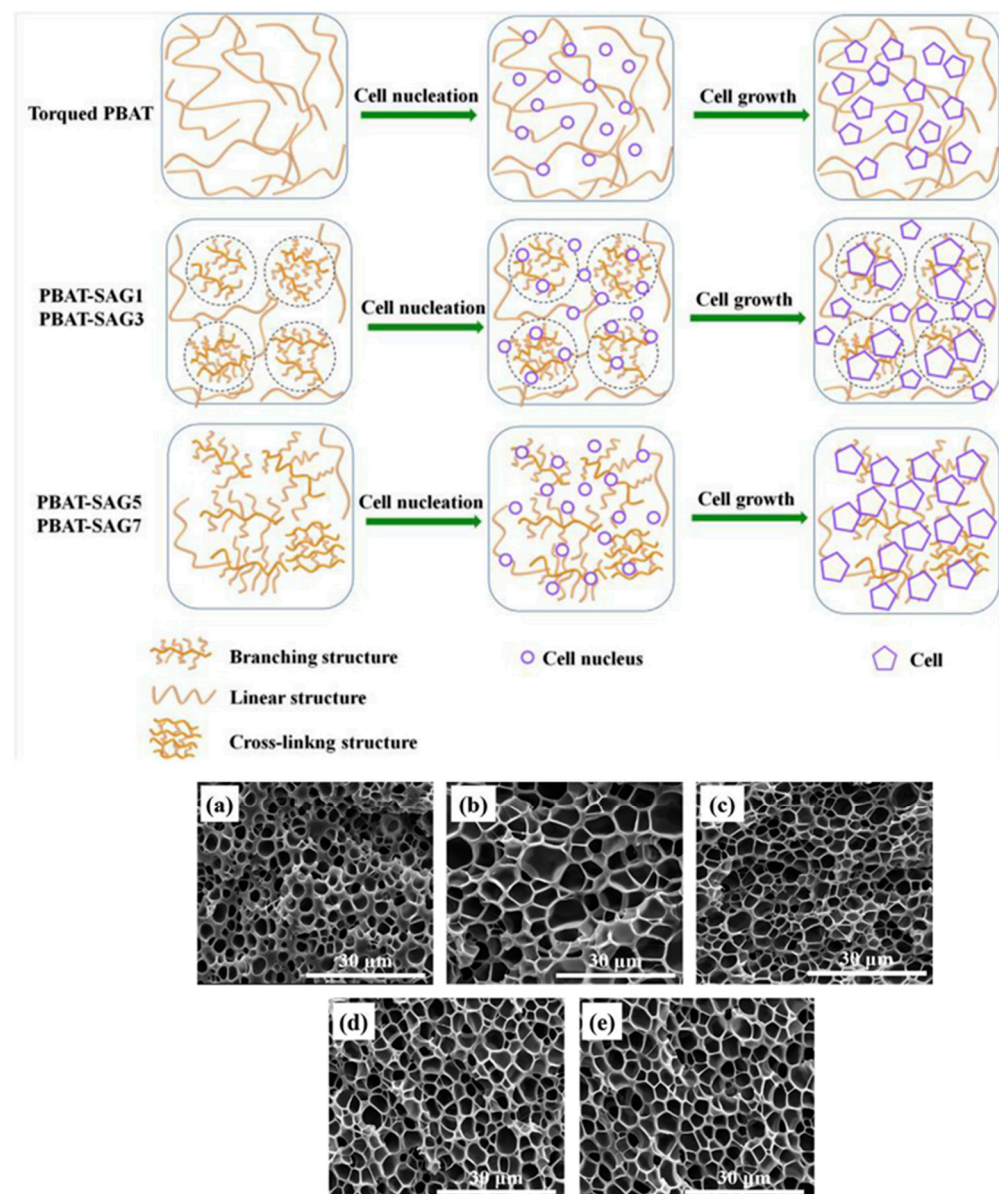 Torqued PBAT
Cell nucleation
Cell growth
PBAT-SAG1
PBAT-SAG3
Cell nucleation
Cell growth
PBAT-SAG5
PBAT-SAG7
Cell nucleation
Cell growth
Branching structure
Cell nucleus
Cell
Linear structure
Cross-linkng structure
(a)
30 μm
(b)
30 μm
(c)
30 μm
(d)
30 μm
(e)
30 μm